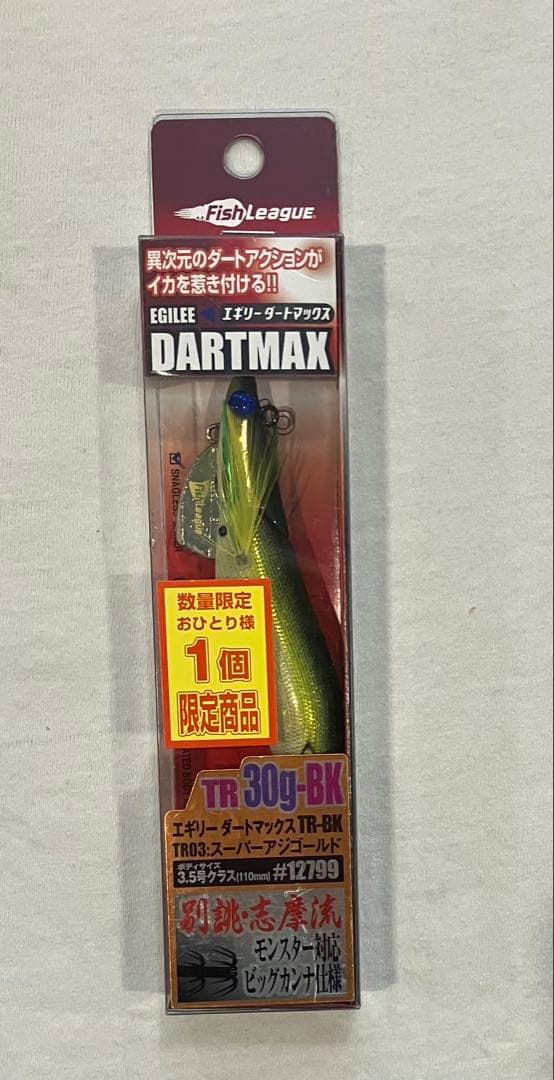 FishLeague
異次元のダートアクションが
イカを惹き付ける!!
EGILEE エギリーダートマックス
DARTMAX
SNAGLESS
FishLeague
数量限定
おひとり様
1個
限定商品
TR 30g-BK
エギリー ダートマックス TR-BK
TR03:スーパーアジゴールド
ボディサイズ
3.5号クラス(110mm) #12799
別誂・志摩流
モンスター対応
ビッグカンナ仕様